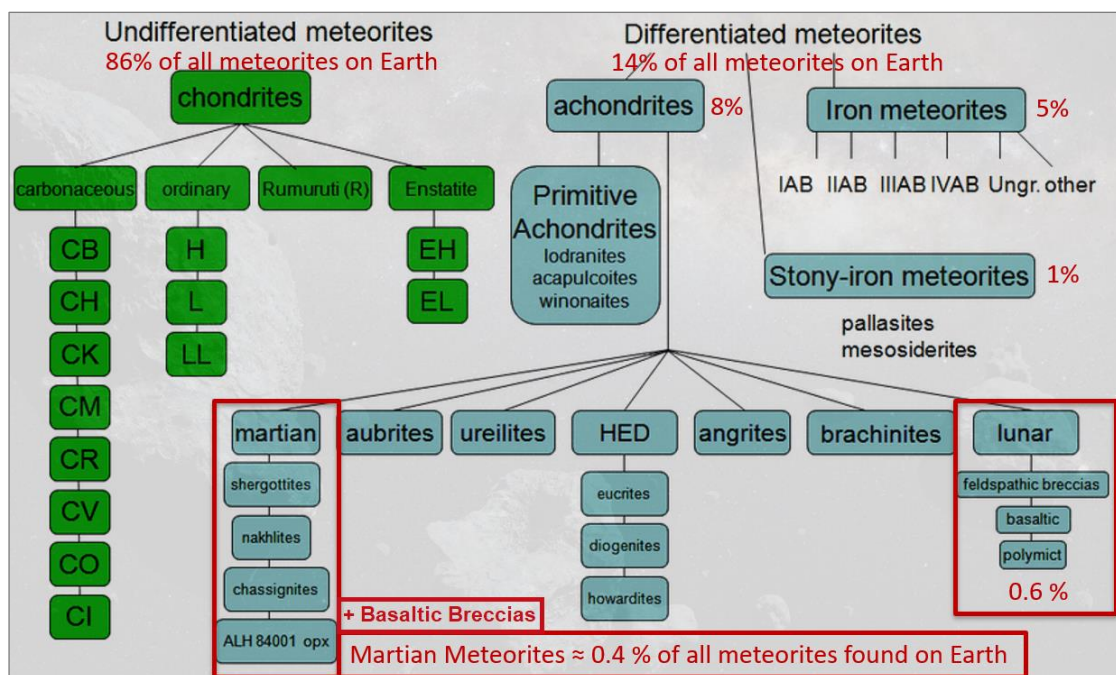 Undifferentiated meteorites
86% of all meteorites on Earth
chondrites
carbonaceous
ordinary
Rumuruti (R)
Enstatite
CB
CH
CK
CM
CR
CV
CO
CI
H
L
LL
EH
EL
Differentiated meteorites
14% of all meteorites on Earth
achondrites
8%
Primitive
Achondrites
lodranites
acapulcoites
winonaites
Iron meteorites
5%
IAB IIAB IIIAB IVAB Ungr. other
Stony-iron meteorites
1%
pallasites
mesosiderites
martian
shergottites
nakhlites
chassignites
ALH 84001 opx
+ Basaltic Breccias
aubrites
ureilites
HED
eucrites
diogenites
howardites
angrites
brachinites
lunar
feldspathic breccias
basaltic
polymict
0.6 %
Martian Meteorites ≈ 0.4 % of all meteorites found on Earth